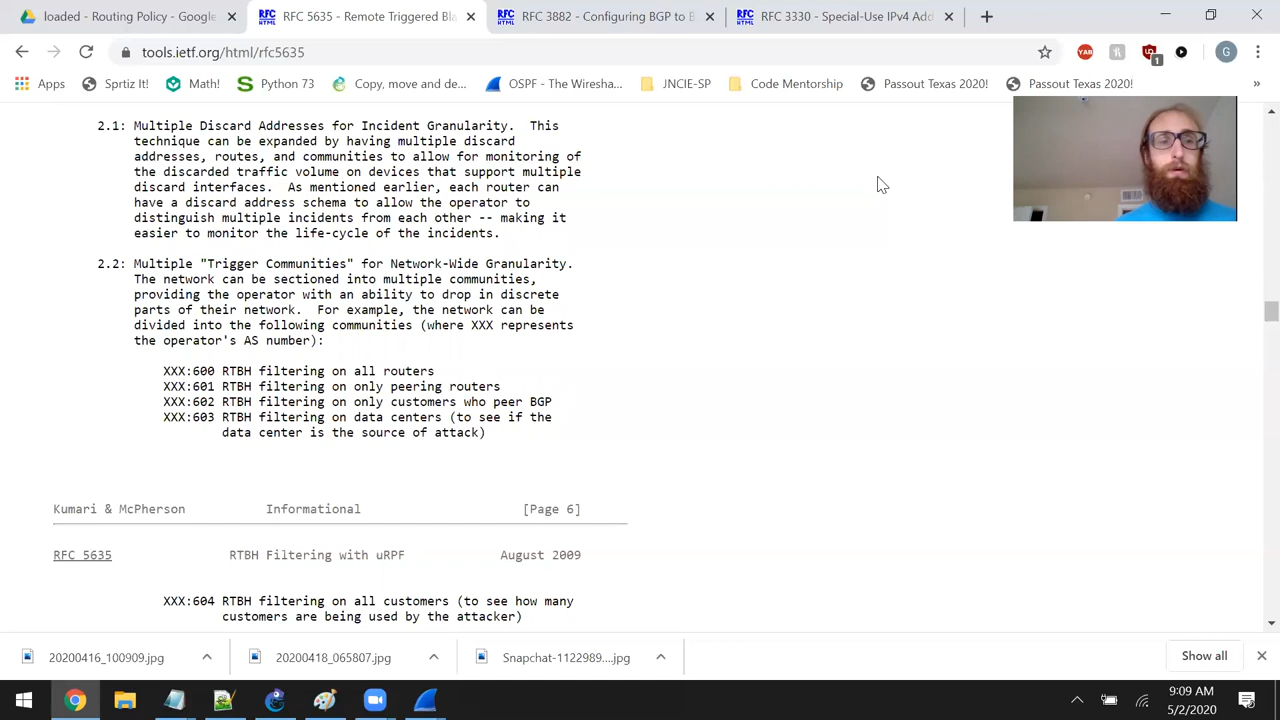 loaded - Routing Policy - Google
RFC 5635 - Remote Triggered Bla
RFC 3882 - Configuring BGP to
RFC 3330 - Special-Use IPv4 Ad
tools.ietf.org/html/rfc5635
YAB
1
G
Apps
Sprtiz It!
Math!
Python 73
Copy, move and de...
OSPF - The Wiresha...
JNCIE-SP
Code Mentorship
Passout Texas 2020!
Passout Texas 2020!
»
2.1: Multiple Discard Addresses for Incident Granularity. This
technique can be expanded by having multiple discard
addresses, routes, and communities to allow for monitoring of
the discarded traffic volume on devices that support multiple
discard interfaces. As mentioned earlier, each router can
have a discard address schema to allow the operator to
distinguish multiple incidents from each other -- making it
easier to monitor the life-cycle of the incidents.
2.2: Multiple "Trigger Communities" for Network-Wide Granularity.
The network can be sectioned into multiple communities,
providing the operator with an ability to drop in discrete
parts of their network. For example, the network can be
divided into the following communities (where XXX represents
the operator's AS number):
XXX:600 RTBH filtering on all routers
XXX:601 RTBH filtering on only peering routers
XXX:602 RTBH filtering on only customers who peer BGP
XXX:603 RTBH filtering on data centers (to see if the
data center is the source of attack)
Kumari & McPherson Informational [Page 6]
RFC 5635 RTBH Filtering with uRPF August 2009
XXX:604 RTBH filtering on all customers (to see how many
customers are being used by the attacker)
20200416_100909.jpg
20200418_065807.jpg
Snapchat-1122989....jpg
Show all
9:09 AM
5/2/2020